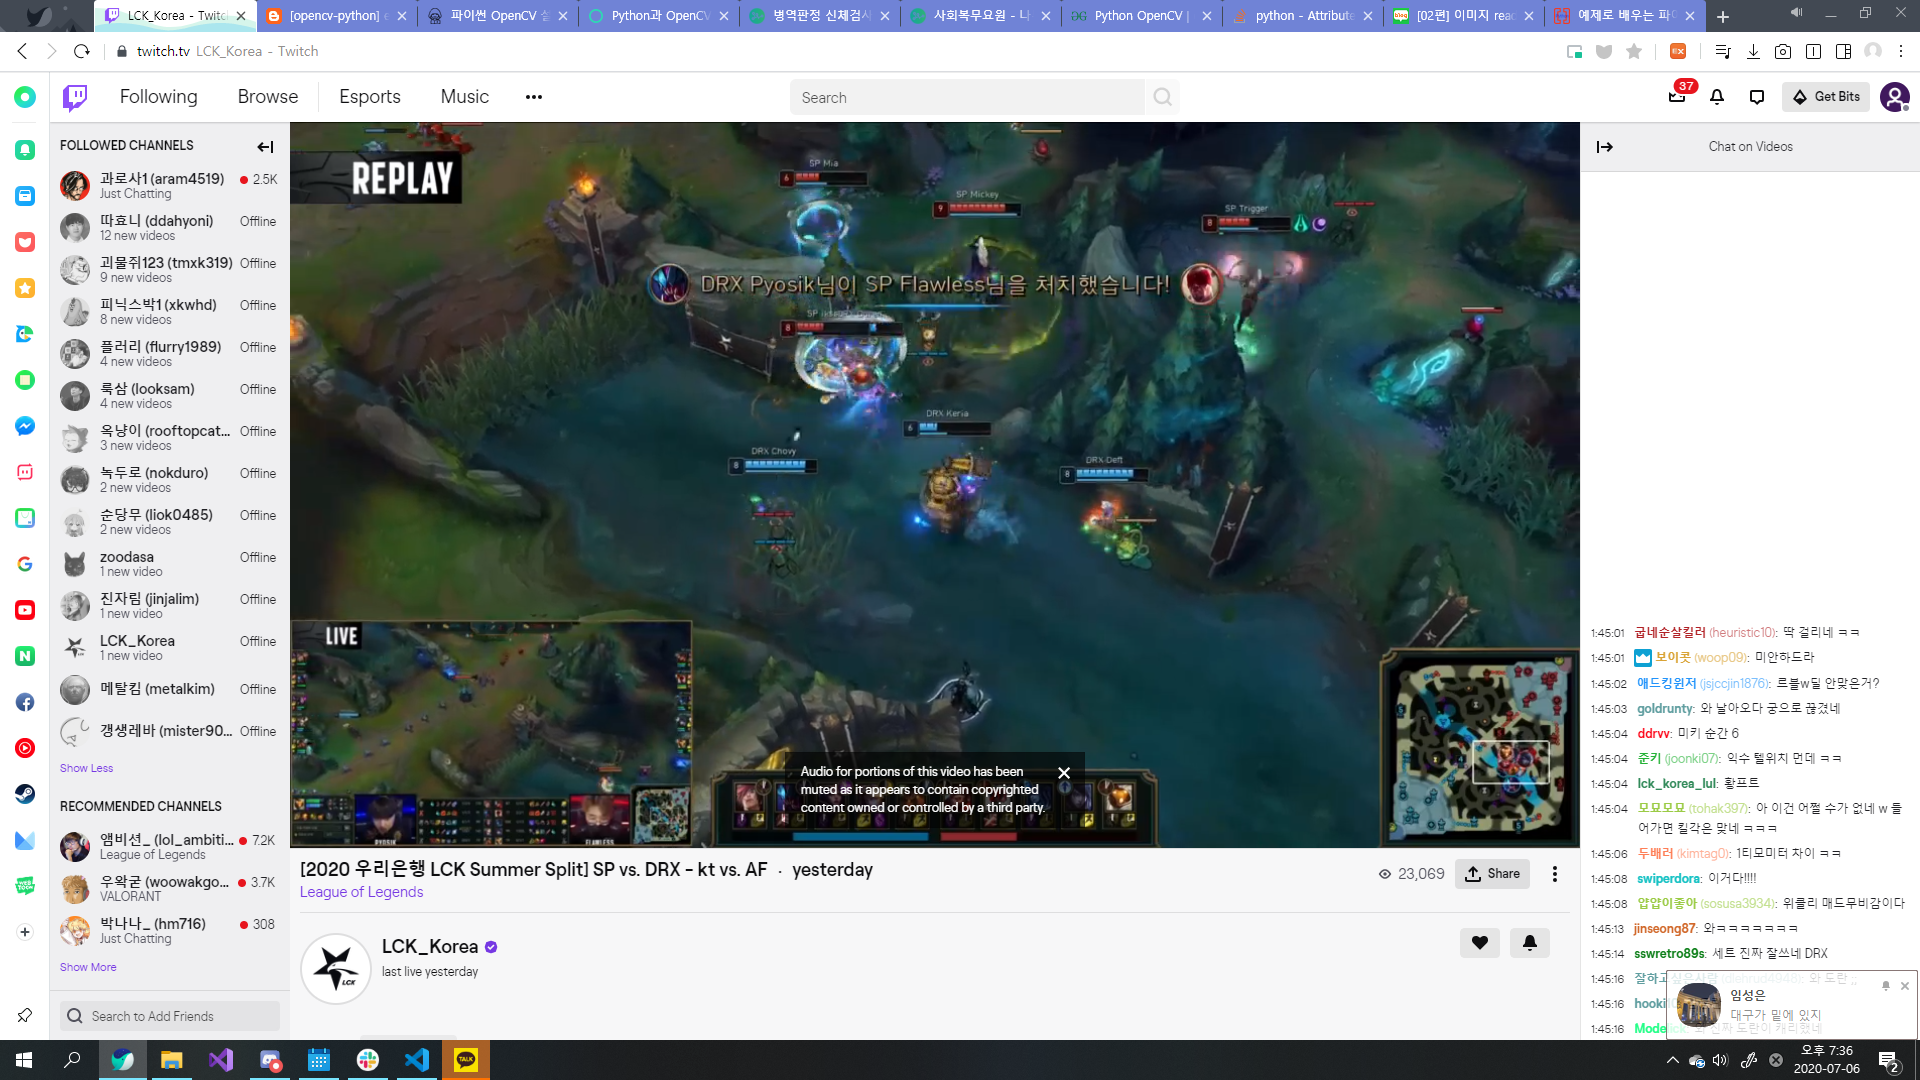 LCK_Korea - Twitch
[opencv-python]
파이썬 OpenCV
Python과 OpenCV
병역판정 신체검사
사회복무요원 - 나
Python OpenCV |
python - Attribute
[02편] 이미지 read
예제로 배우는 파이
twitch.tv LCK_Korea - Twitch
Following
Browse
Esports
Music
Search
37
Get Bits
FOLLOWED CHANNELS
과로사1 (aram4519) 2.5K
Just Chatting
따효니 (ddahyoni) Offline
12 new videos
괴물쥐123 (tmxk319) Offline
9 new videos
피닉스박1 (xkwhd) Offline
8 new videos
플러리 (flurry1989) Offline
4 new videos
룩삼 (looksam) Offline
4 new videos
옥냥이 (rooftopcat... Offline
3 new videos
녹두로 (nokduro) Offline
2 new videos
순당무 (liok0485) Offline
2 new videos
zoodasa Offline
1 new video
진자림 (jinjalim) Offline
1 new video
LCK_Korea Offline
1 new video
메탈킴 (metalkim) Offline
갱생레바 (mister90... Offline
Show Less
RECOMMENDED CHANNELS
앰비션_ (lol_ambiti... 7.2K
League of Legends
우왁굳 (woowakgo... 3.7K
VALORANT
박나나_ (hm716) 308
Just Chatting
Show More
Search to Add Friends
REPLAY
SP Mia
6
SP Mickey
9
SP Trigger
8
DRX Pyosik님이 SP Flawless님을 처치했습니다!
8
DRX Keria
6
DRX Chovy
8
DRX Deft
8
LIVE
PYOSIK
FLAWLESS
Audio for portions of this video has been
muted as it appears to contain copyrighted
content owned or controlled by a third party.
[2020 우리은행 LCK Summer Split] SP vs. DRX - kt vs. AF · yesterday
League of Legends
23,069
Share
LCK
LCK_Korea
last live yesterday
Chat on Videos
1:45:01 굽네순살킬러 (heuristic10): 딱 걸리네 ㅋㅋ
1:45:01 보이콧 (woop09): 미안하드라
1:45:02 애드킹원저 (jsjccjin1876): 르블w딜 안맞은거?
1:45:03 goldrunty: 와 날아오다 궁으로 끊겼네
1:45:04 ddrvv: 미키 순간 6
1:45:04 준키 (joonki07): 익수 텔위치 먼데 ㅋㅋ
1:45:04 lck_korea_lul: 황프트
1:45:04 모묘모묘 (tohak397): 아 이건 어쩔 수가 없네 w 들
어가면 킬각은 맞네 ㅋㅋㅋ
1:45:06 두배러 (kimtag0): 1티모미터 차이 ㅋㅋ
1:45:08 swiperdora: 이거다!!!!
1:45:08 얍얍이좋아 (sosusa3934): 위클리 매드무비감이다
1:45:13 jinseong87: 와ㅋㅋㅋㅋㅋㅋㅋ
1:45:14 sswretro89s: 세트 진짜 잘쓰네 DRX
1:45:16 잘하고싶은사람 와 도란 ;;
1:45:16
1:45:16 진짜 도란이 캐리했네
임성은
대구가 밑에 있지
TALK
오후 7:36
2020-07-06
2